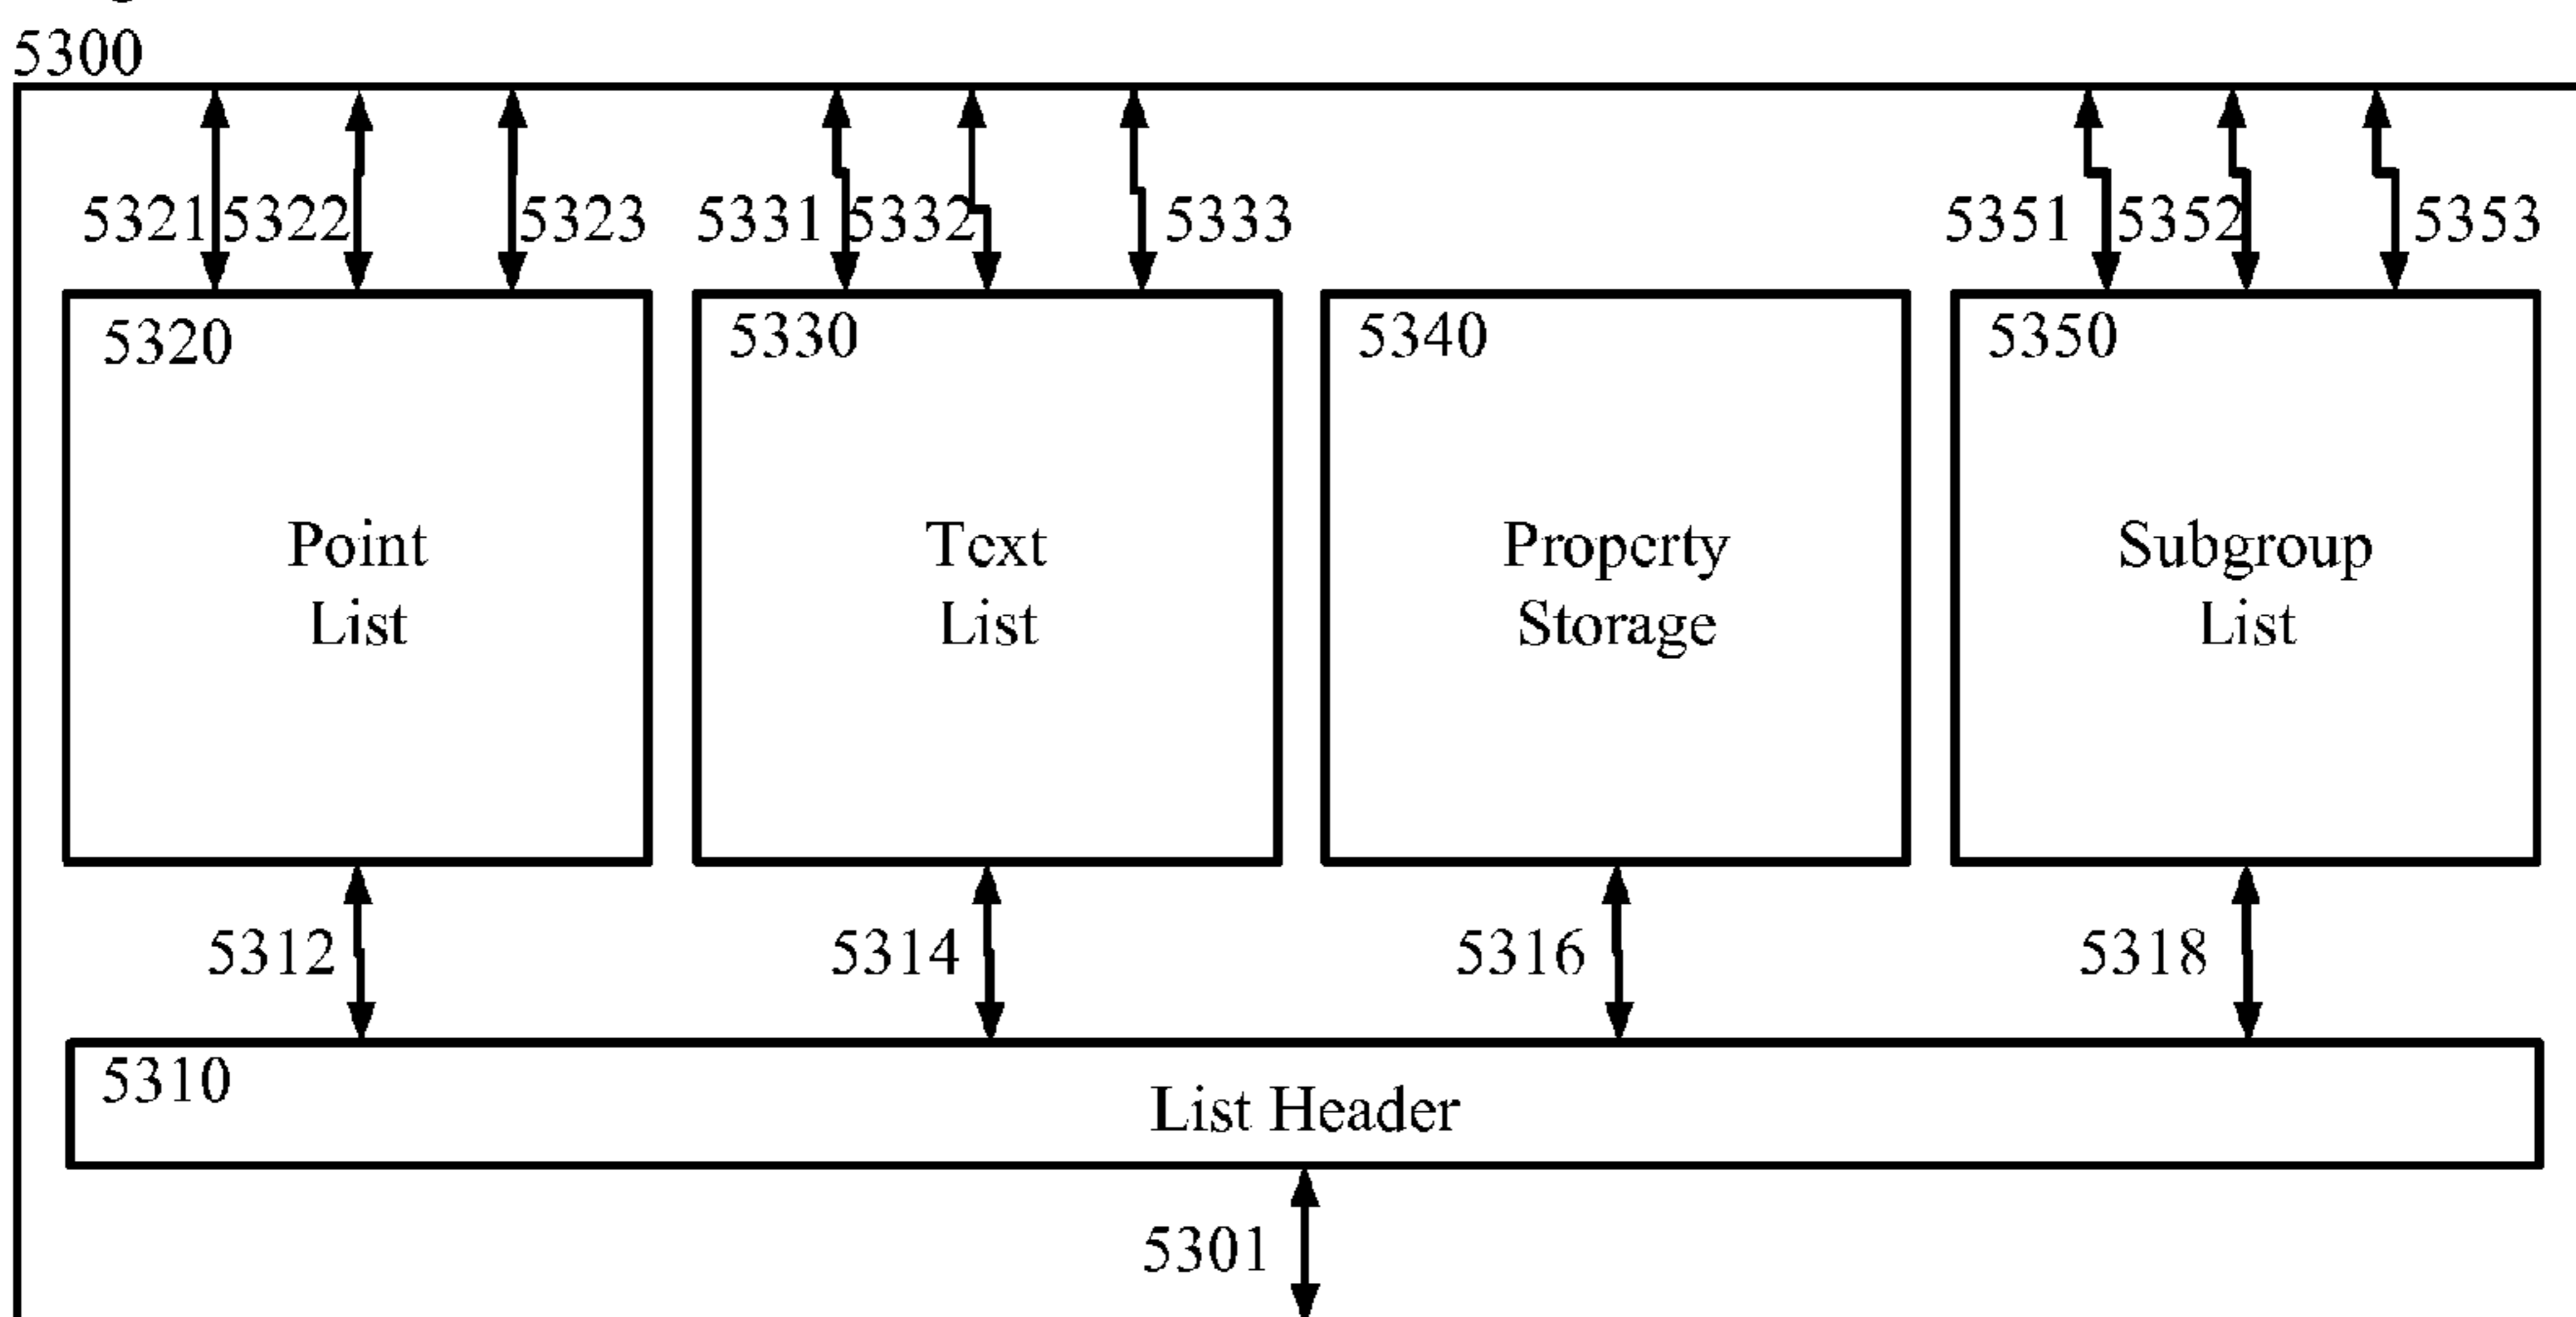 5300
5321 5322 5323 5331 5332 5333 5351 5352 5353
5320 5330 5340 5350
Point
List
Text
List
Property
Storage
Subgroup
List
5312 5314 5316 5318
5310
List Header
5301